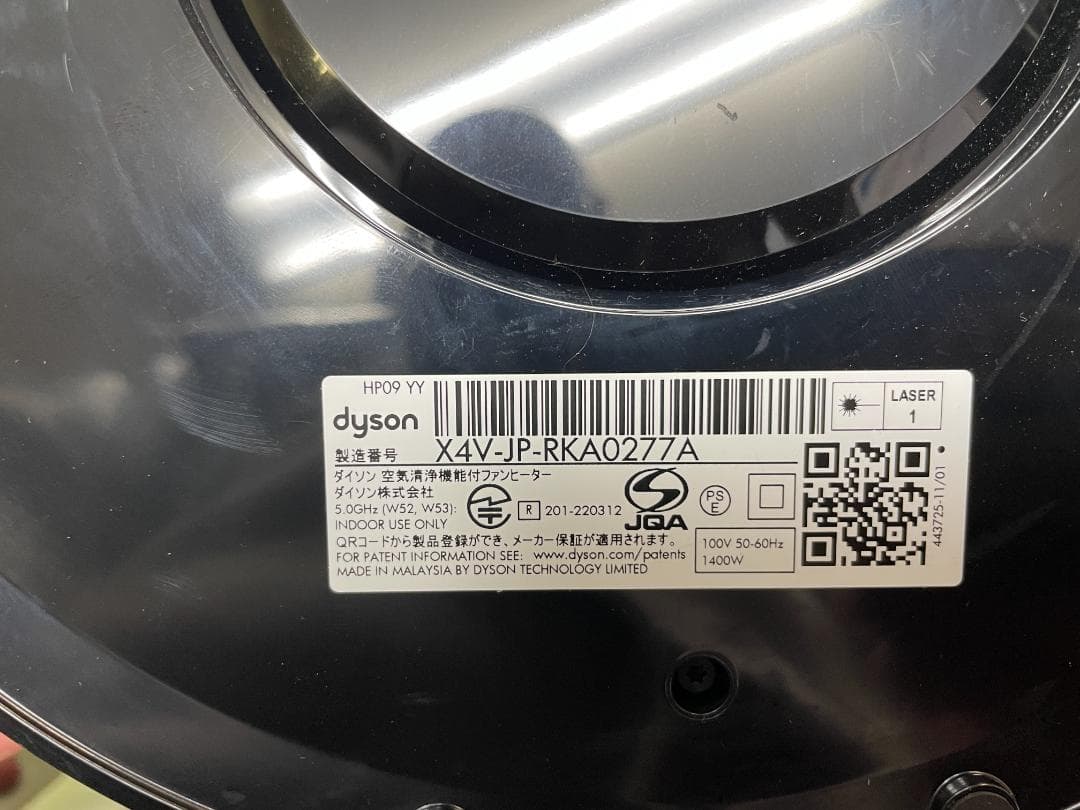 HP09 YY
dyson
LASER
1
製造番号 X4V-JP-RKA0277A
ダイソン 空気清浄機能付ファンヒーター
ダイソン株式会社
5.0GHz (W52, W53):
INDOOR USE ONLY
R 201-220312
JQA
PS
E
443725-11/01
QRコードから製品登録ができ、メーカー保証が適用されます。
FOR PATENT INFORMATION SEE: www.dyson.com/patents
MADE IN MALAYSIA BY DYSON TECHNOLOGY LIMITED
100V 50-60Hz
1400W